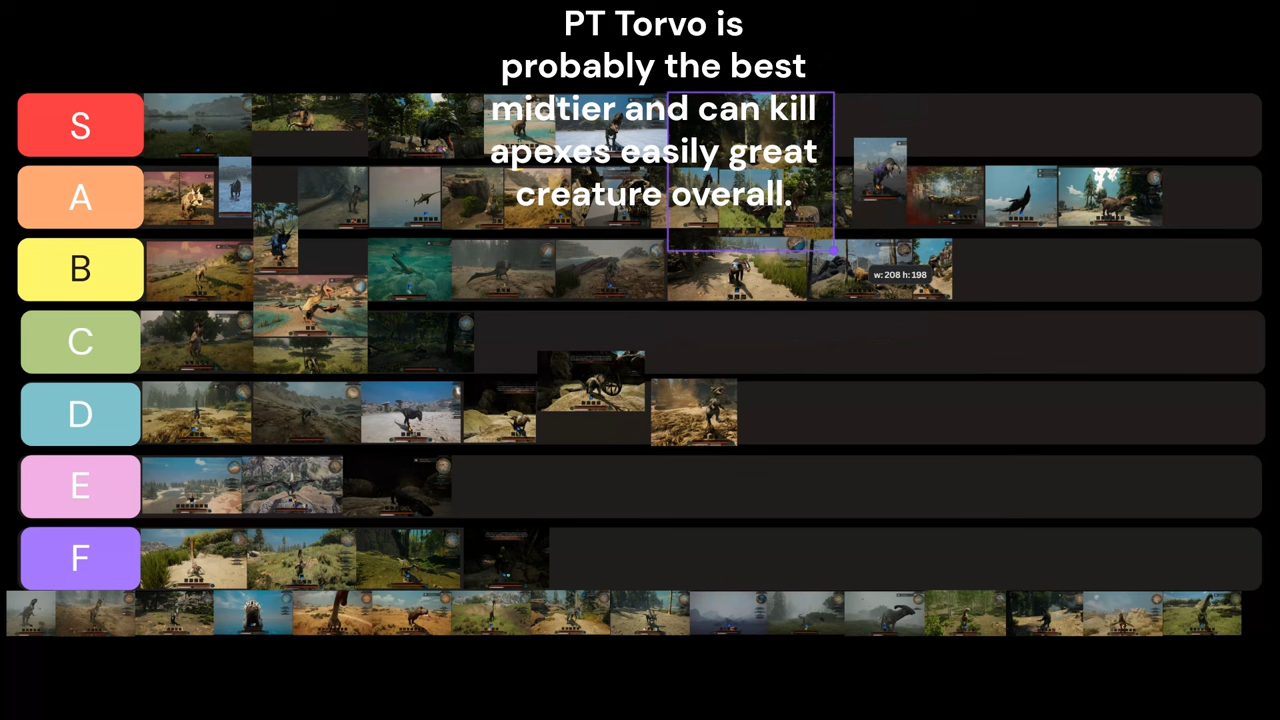 PT Torvo is
probably the best
midtier and can kill
apexes easily great
creature overall.
S
A
B
w: 208 h: 198
C
D
E
F